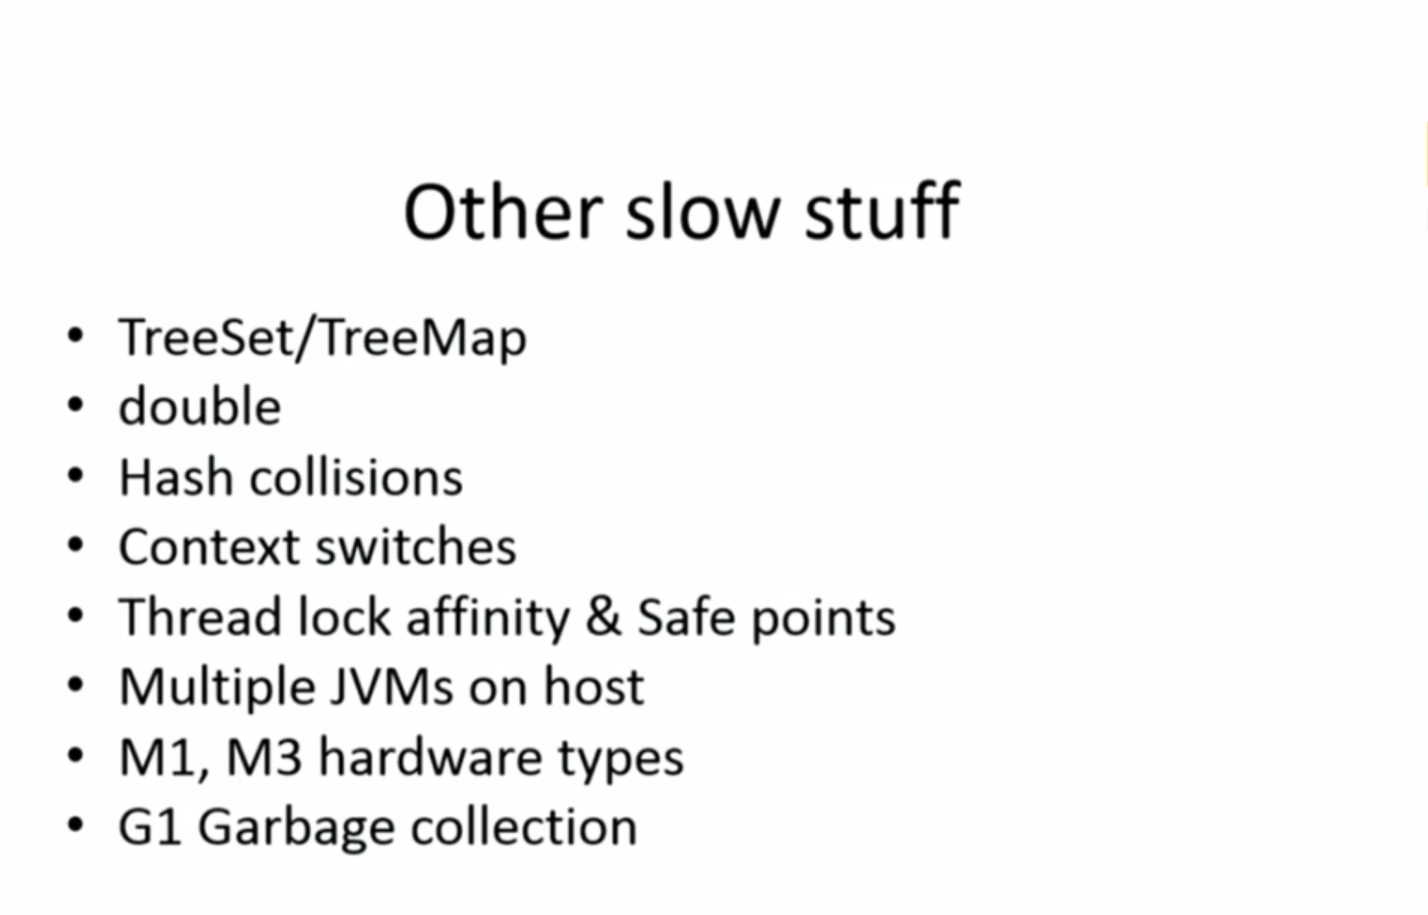 Other slow stuff
• TreeSet/TreeMap
• double
• Hash collisions
• Context switches
• Thread lock affinity & Safe points
• Multiple JVMs on host
• M1, M3 hardware types
• G1 Garbage collection